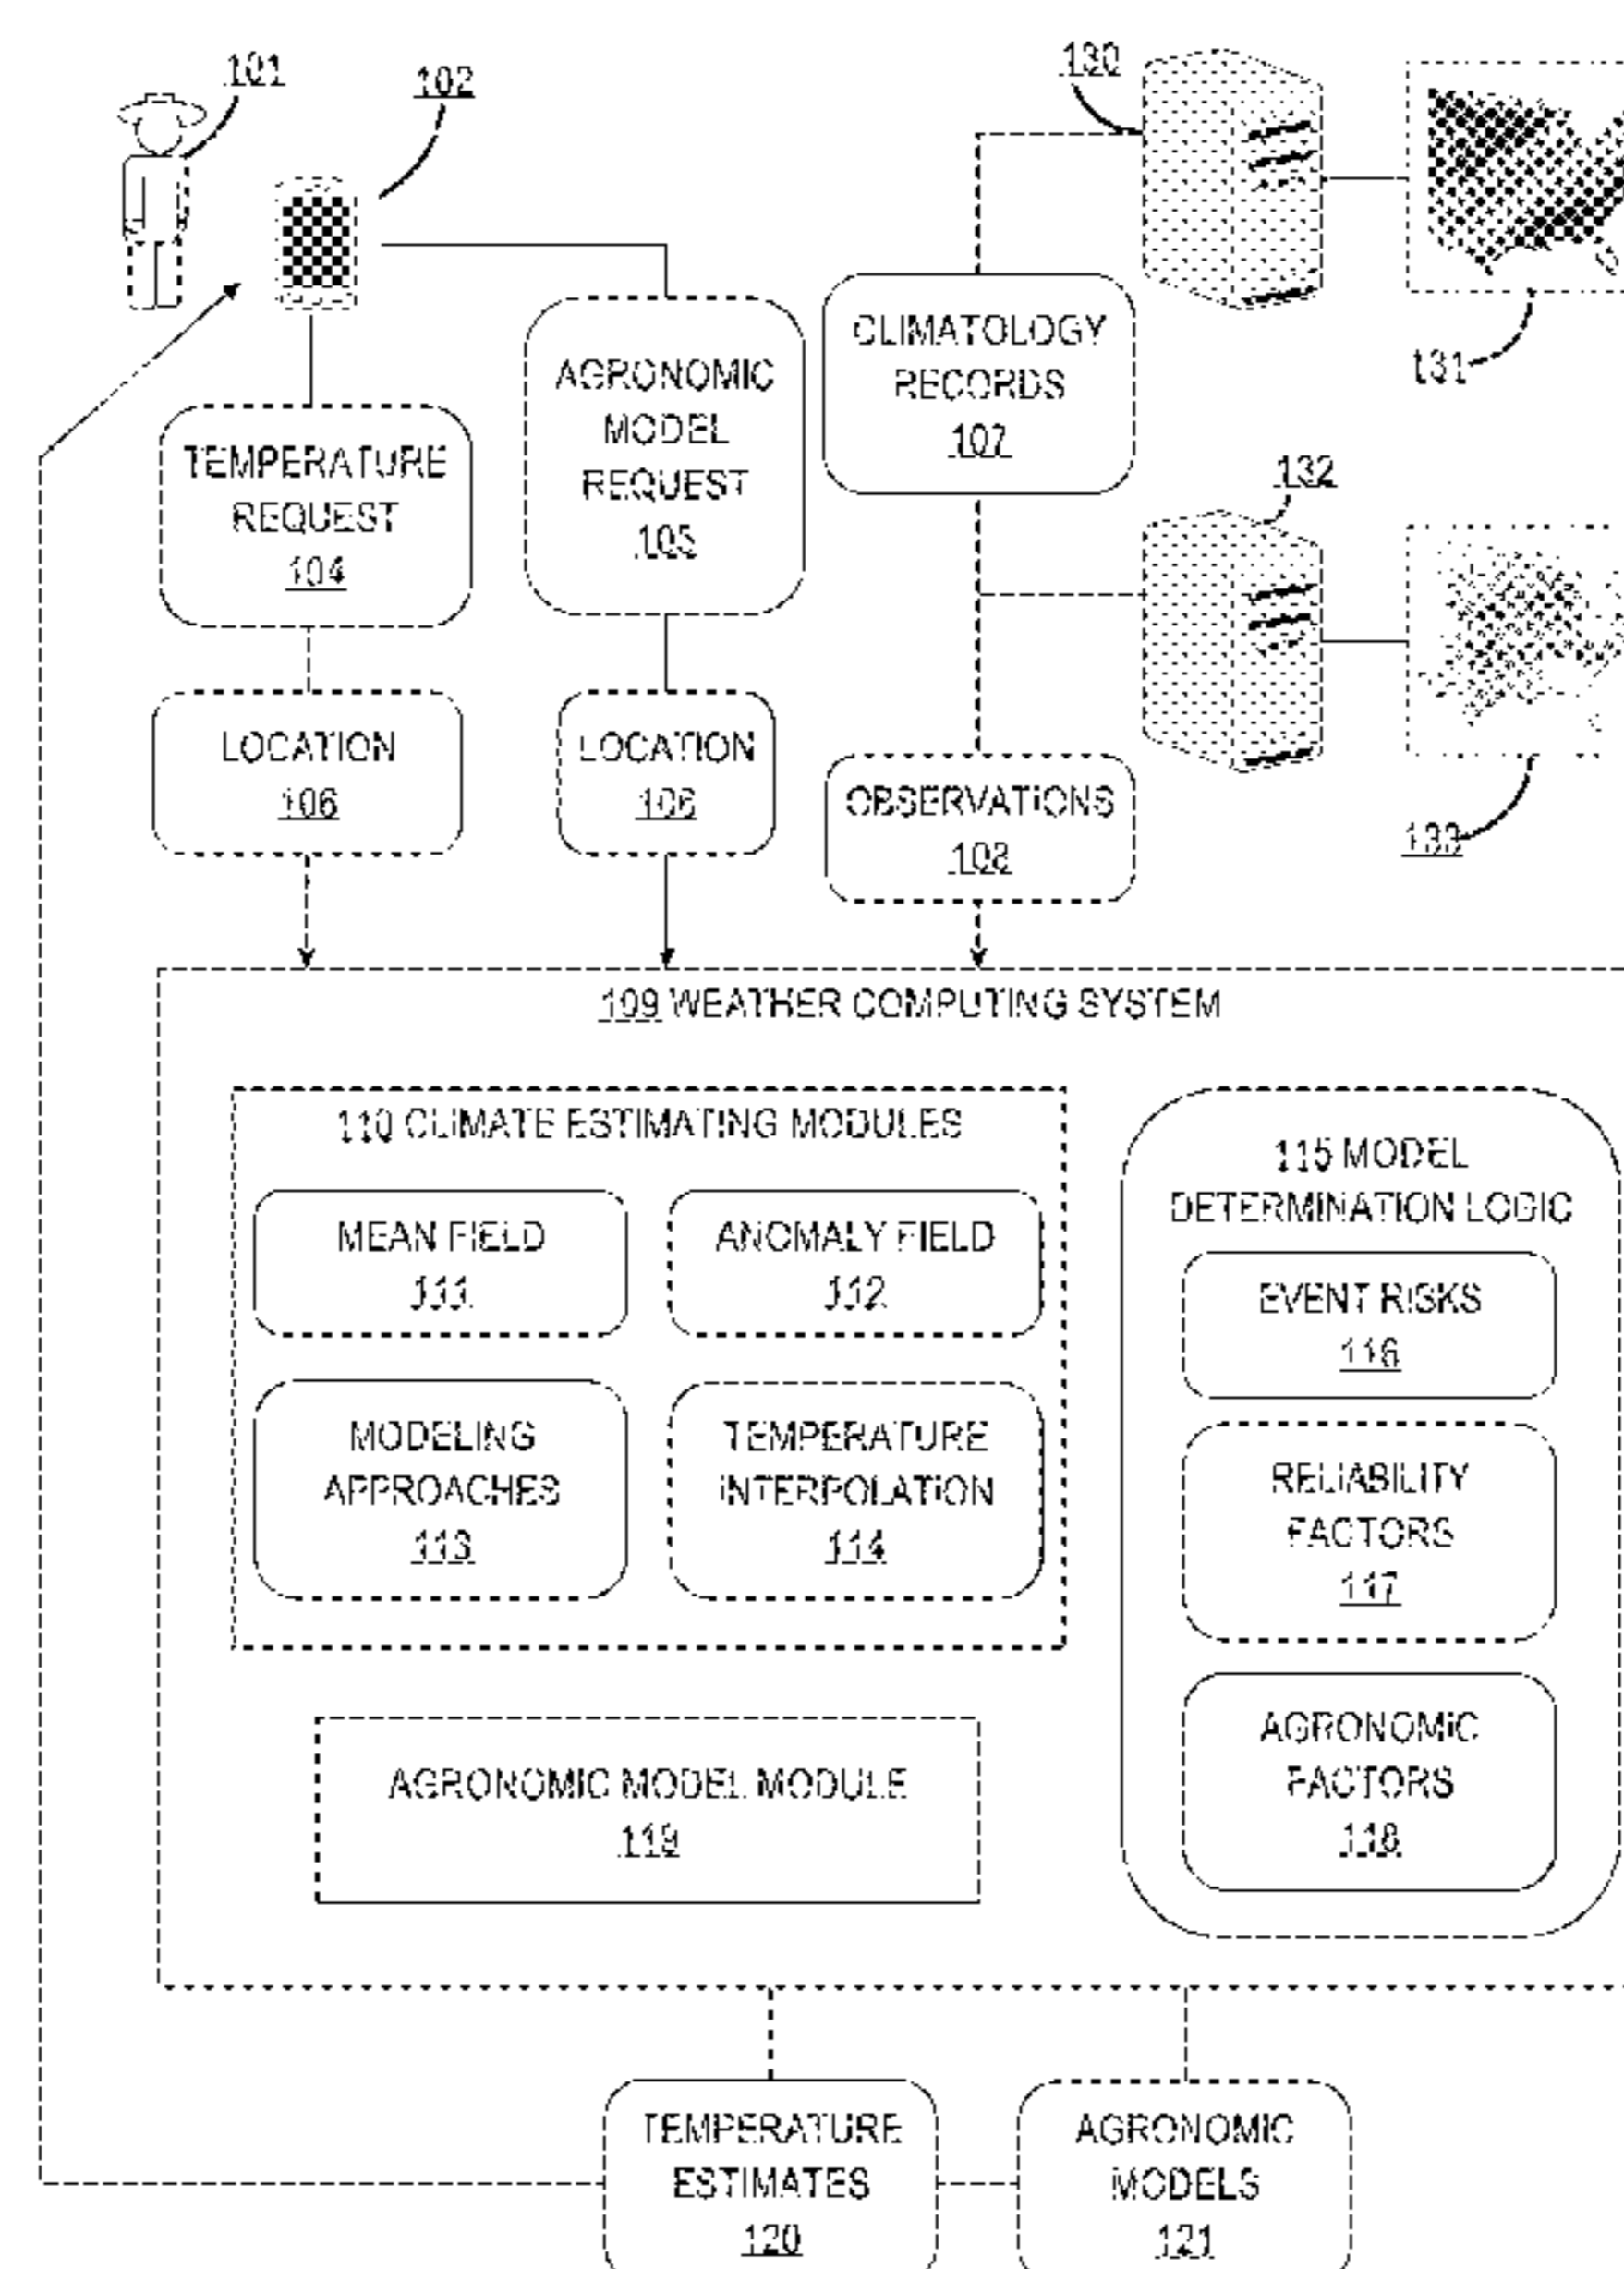 101
102
130
131
CLIMATOLOGY
RECORDS
107
AGRONOMIC
MODEL
REQUEST
105
TEMPERATURE
REQUEST
104
132
LOCATION
106
LOCATION
106
OBSERVATIONS
108
133
109 WEATHER COMPUTING SYSTEM
110 CLIMATE ESTIMATING MODULES
MEAN FIELD
111
ANOMALY FIELD
112
MODELING
APPROACHES
113
TEMPERATURE
INTERPOLATION
114
115 MODEL
DETERMINATION LOGIC
EVENT RISKS
116
RELIABILITY
FACTORS
117
AGRONOMIC
FACTORS
118
AGRONOMIC MODEL MODULE
119
TEMPERATURE
ESTIMATES
120
AGRONOMIC
MODELS
121